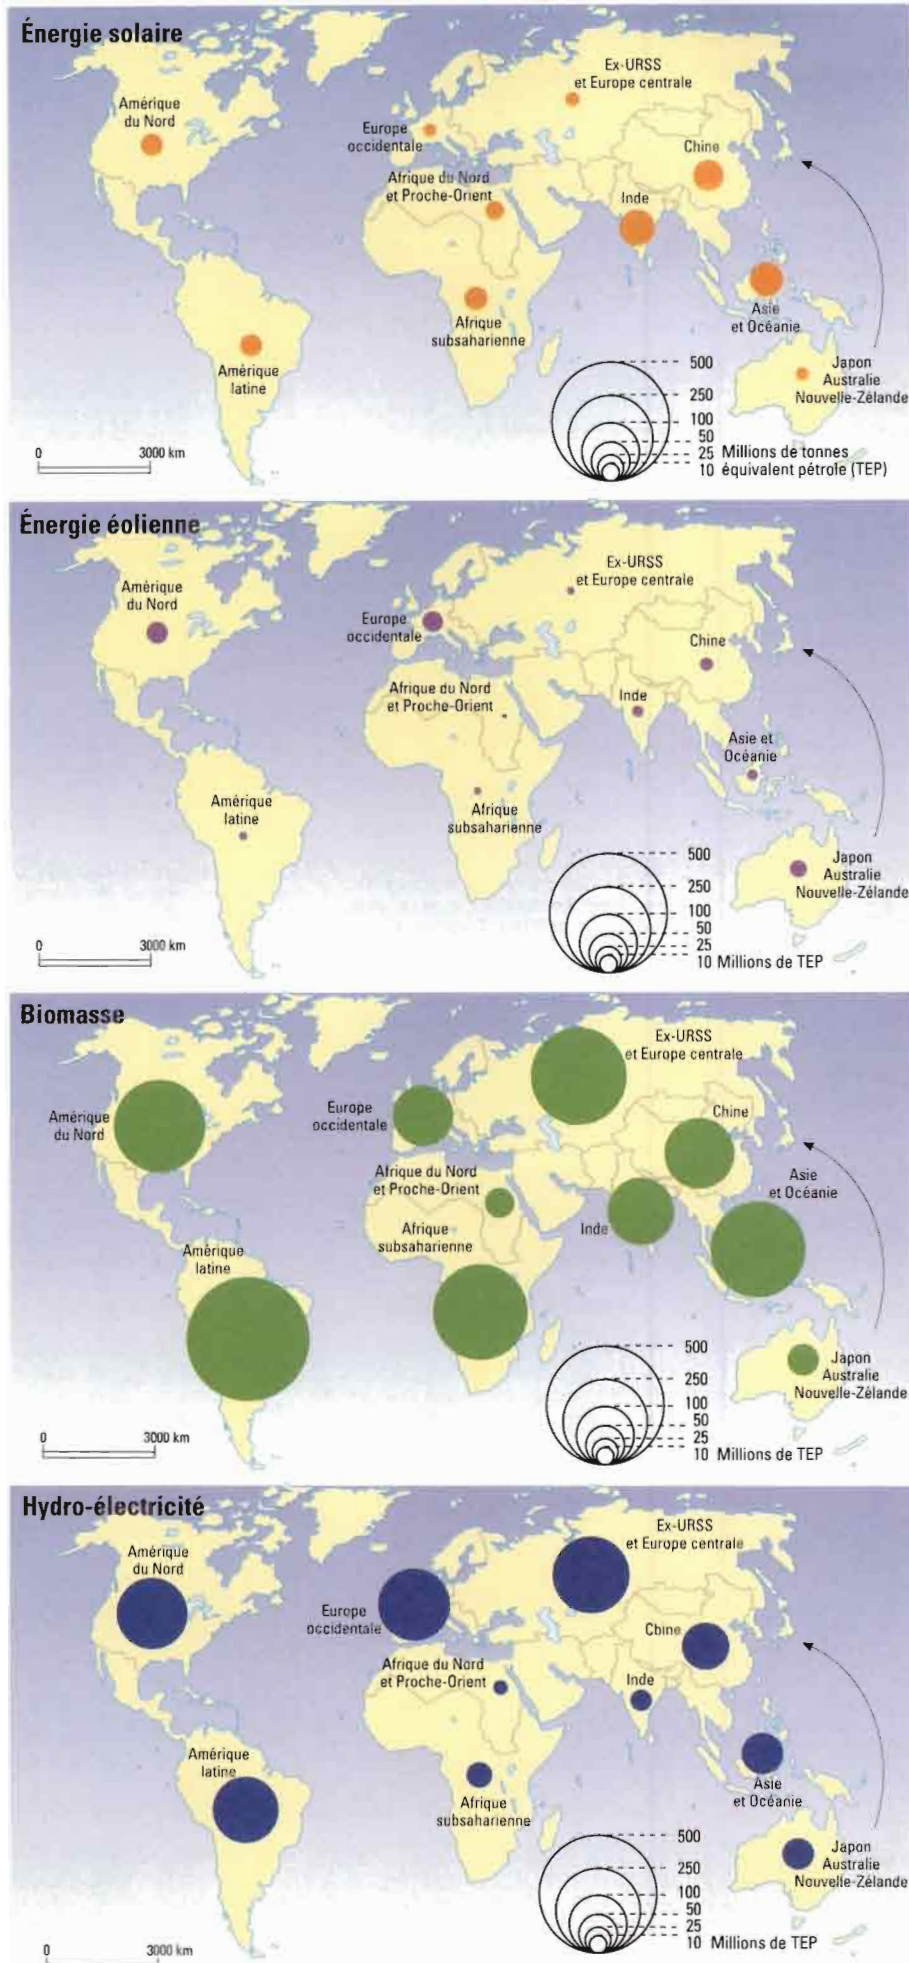 Énergie solaire
Ex-URSS
et Europe centrale
Amérique
du Nord
Europe
occidentale
Chine
Afrique du Nord
et Proche-Orient
Inde
Afrique
subsaharienne
Asie
et Océanie
Amérique
latine
Japon
Australie
Nouvelle-Zélande
500
250
100
50
25 Millions de tonnes
10 équivalent pétrole (TEP)
0 3000 km
Énergie éolienne
Ex-URSS
et Europe centrale
Amérique
du Nord
Europe
occidentale
Chine
Afrique du Nord
et Proche-Orient
Inde
Asie et
Océanie
Amérique
latine
Afrique
subsaharienne
Japon
Australie
Nouvelle-Zélande
500
250
100
50
25
10 Millions de TEP
0 3000 km
Biomasse
Ex-URSS
et Europe centrale
Amérique
du Nord
Europe
occidentale
Chine
Afrique du Nord
et Proche-Orient
Asie
et Océanie
Afrique
subsaharienne
Inde
Amérique
latine
Japon
Australie
Nouvelle-Zélande
500
250
100
50
25
10 Millions de TEP
0 3000 km
Hydro-électricité
Ex-URSS
et Europe centrale
Amérique
du Nord
Europe
occidentale
Chine
Afrique du Nord
et Proche-Orient
Inde
Amérique
latine
Afrique
subsaharienne
Asie
et Océanie
Japon
Australie
Nouvelle-Zélande
500
250
100
50
25
10 Millions de TEP
0 3000 km